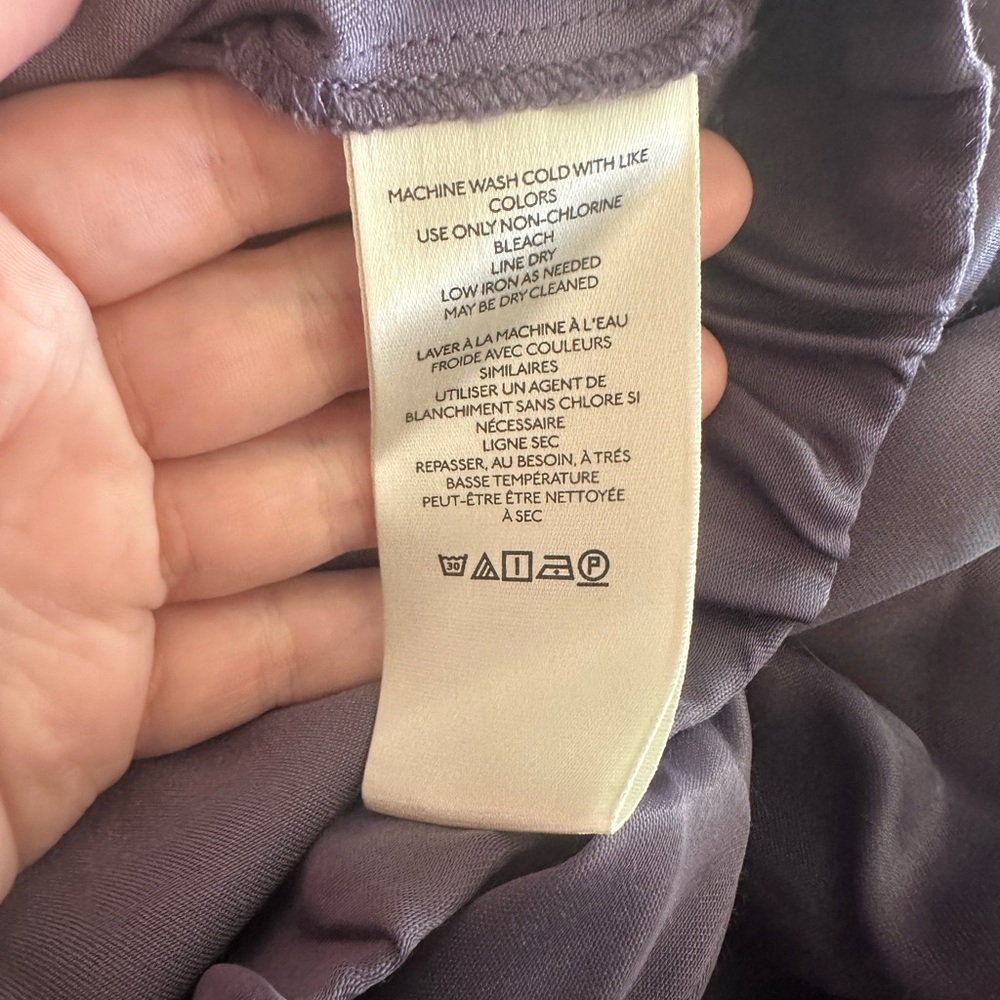 MACHINE WASH COLD WITH LIKE
COLORS
USE ONLY NON-CHLORINE
BLEACH
LINE DRY
LOW IRON AS NEEDED
MAY BE DRY CLEANED
LAVER À LA MACHINE À L'EAU
FROIDE AVEC COULEURS
SIMILAIRES
UTILISER UN AGENT DE
BLANCHIMENT SANS CHLORE SI
NÉCESSAIRE
LIGNE SEC
REPASSER, AU BESOIN, À TRÉS
BASSE TEMPÉRATURE
PEUT-ÊTRE ÊTRE NETTOYÉE
À SEC
30 P